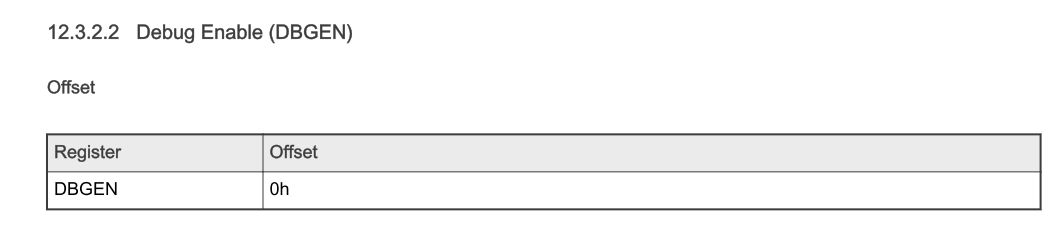 12.3.2.2 Debug Enable (DBGEN)
Offset
Register Offset
DBGEN 0h